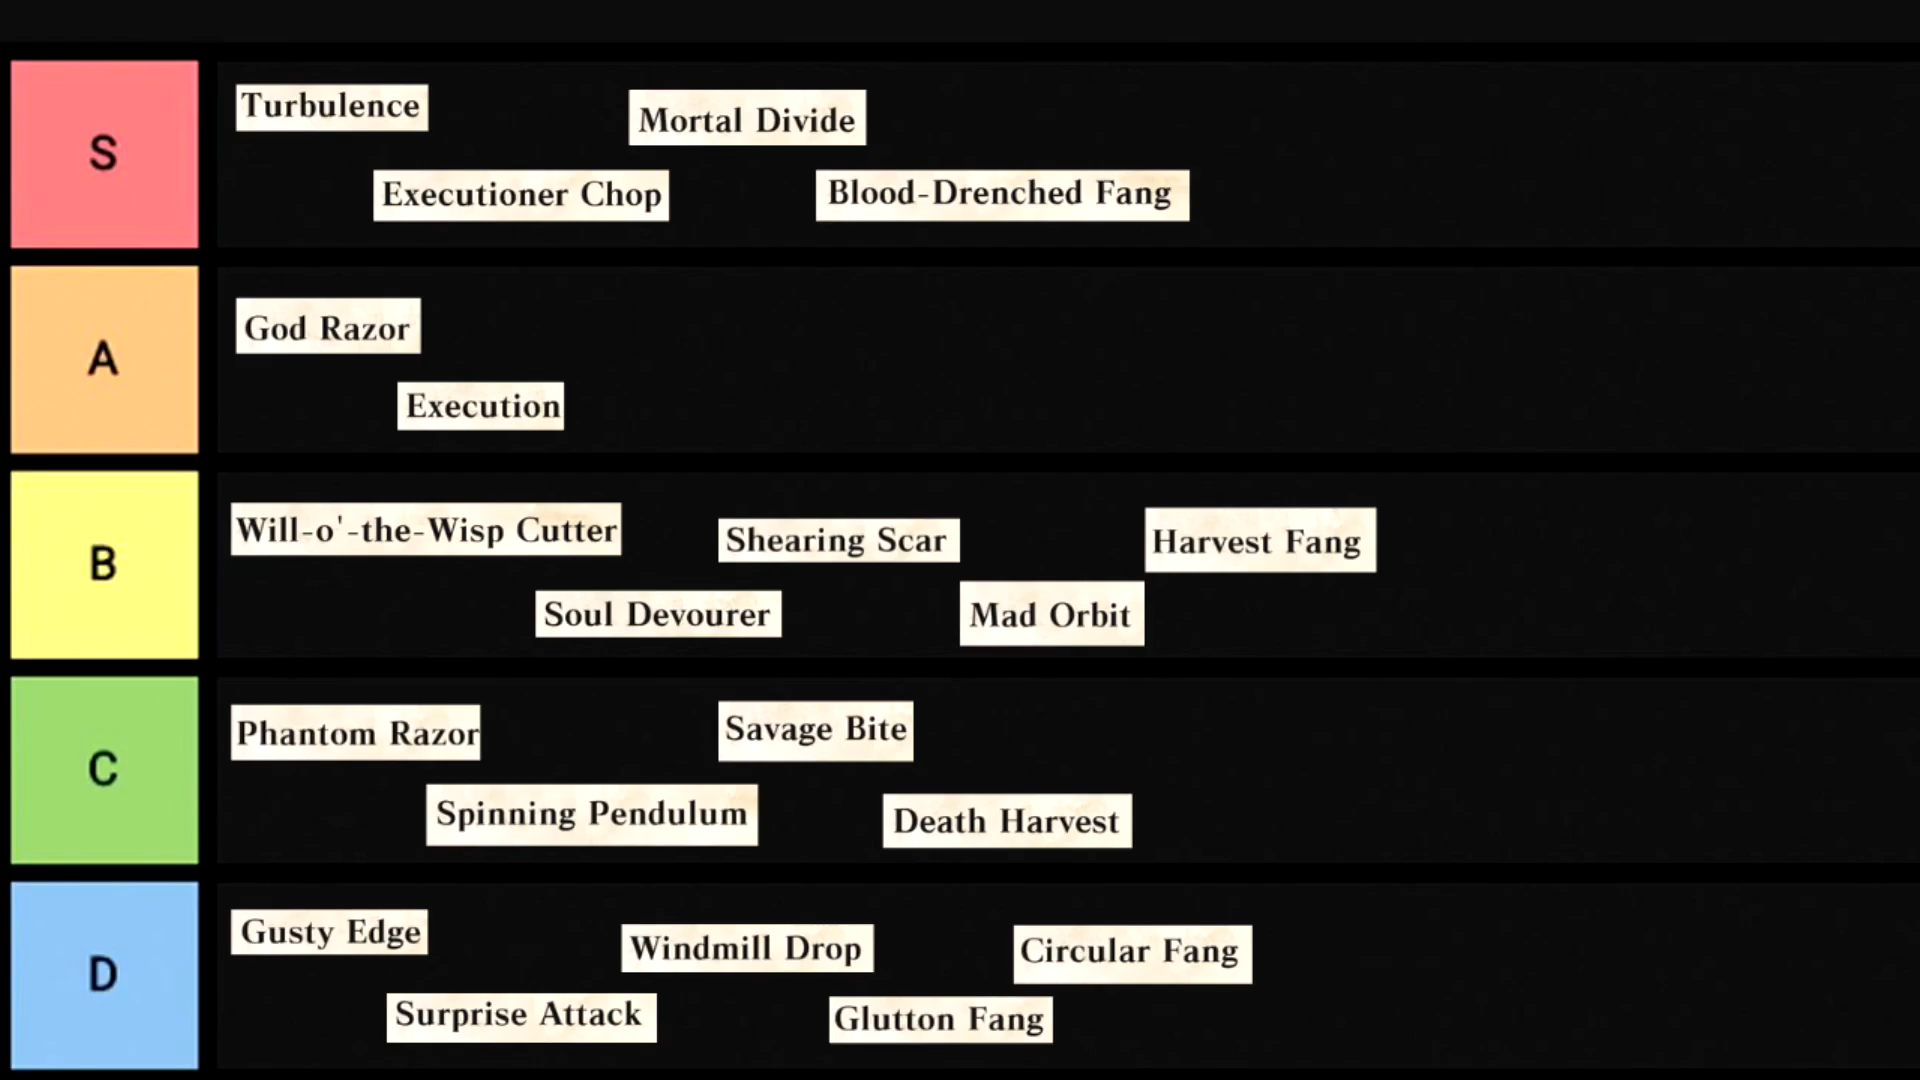 S
Turbulence
Mortal Divide
Executioner Chop
Blood-Drenched Fang
A
God Razor
Execution
B
Will-o'-the-Wisp Cutter
Shearing Scar
Harvest Fang
Soul Devourer
Mad Orbit
C
Phantom Razor
Savage Bite
Spinning Pendulum
Death Harvest
D
Gusty Edge
Windmill Drop
Circular Fang
Surprise Attack
Glutton Fang